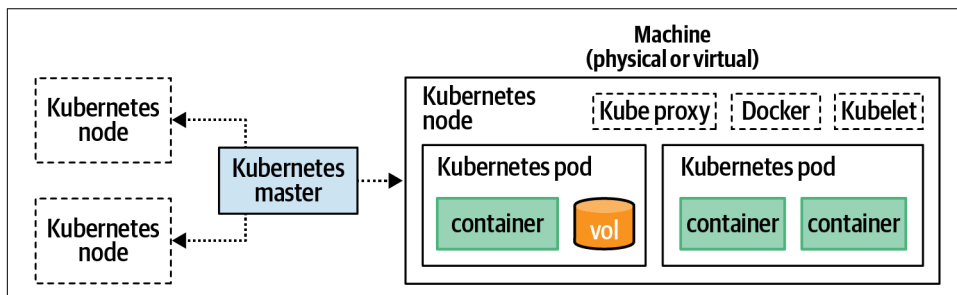 Machine
(physical or virtual)
Kubernetes
node
Kubernetes
node
Kubernetes
master
Kubernetes
node
Kube proxy
Docker
Kubelet
Kubernetes pod
container
vol
Kubernetes pod
container
container